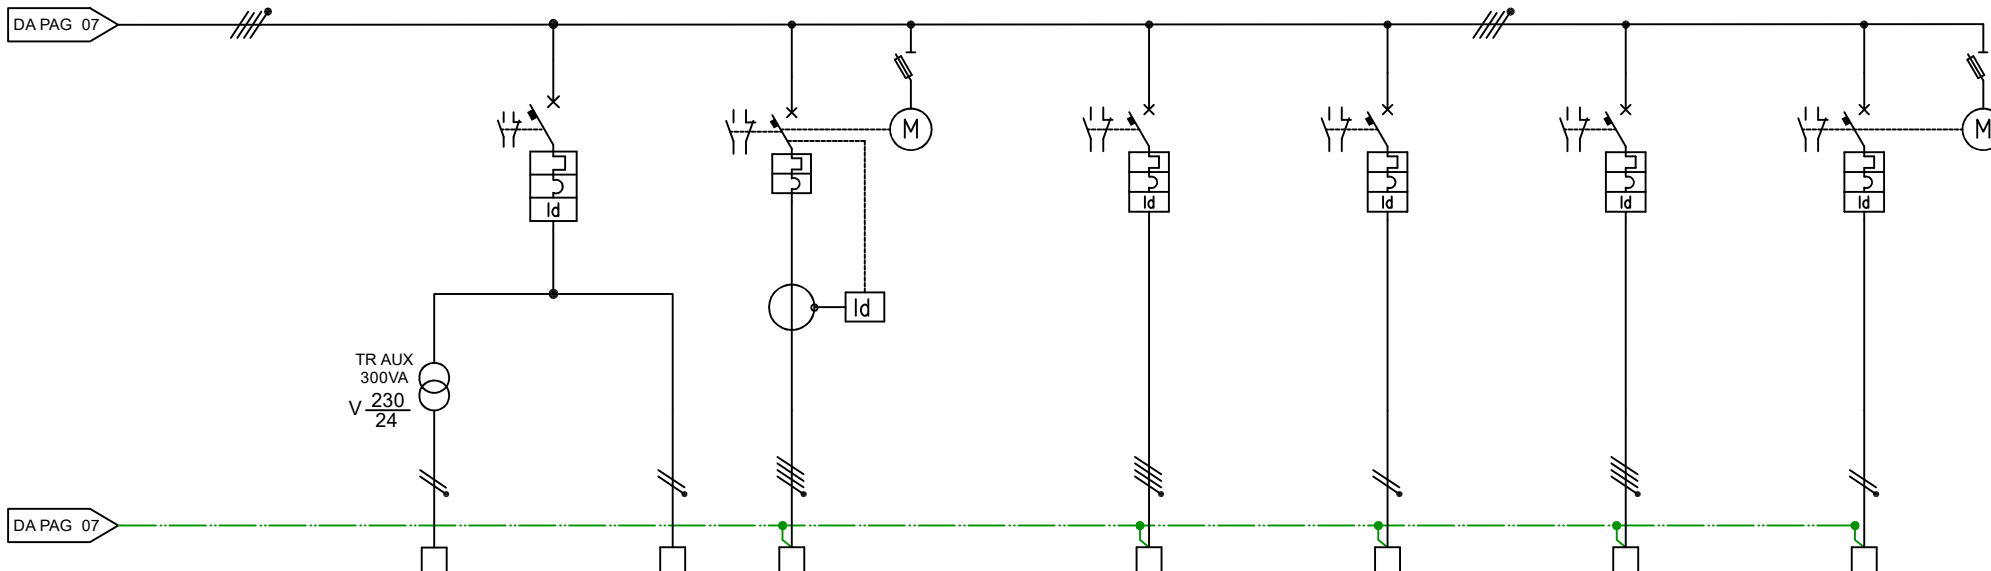 DA PAG 07
M
M
Id
Id
Id
Id
Id
Id
TR AUX
300VA
V 230
24
DA PAG 07